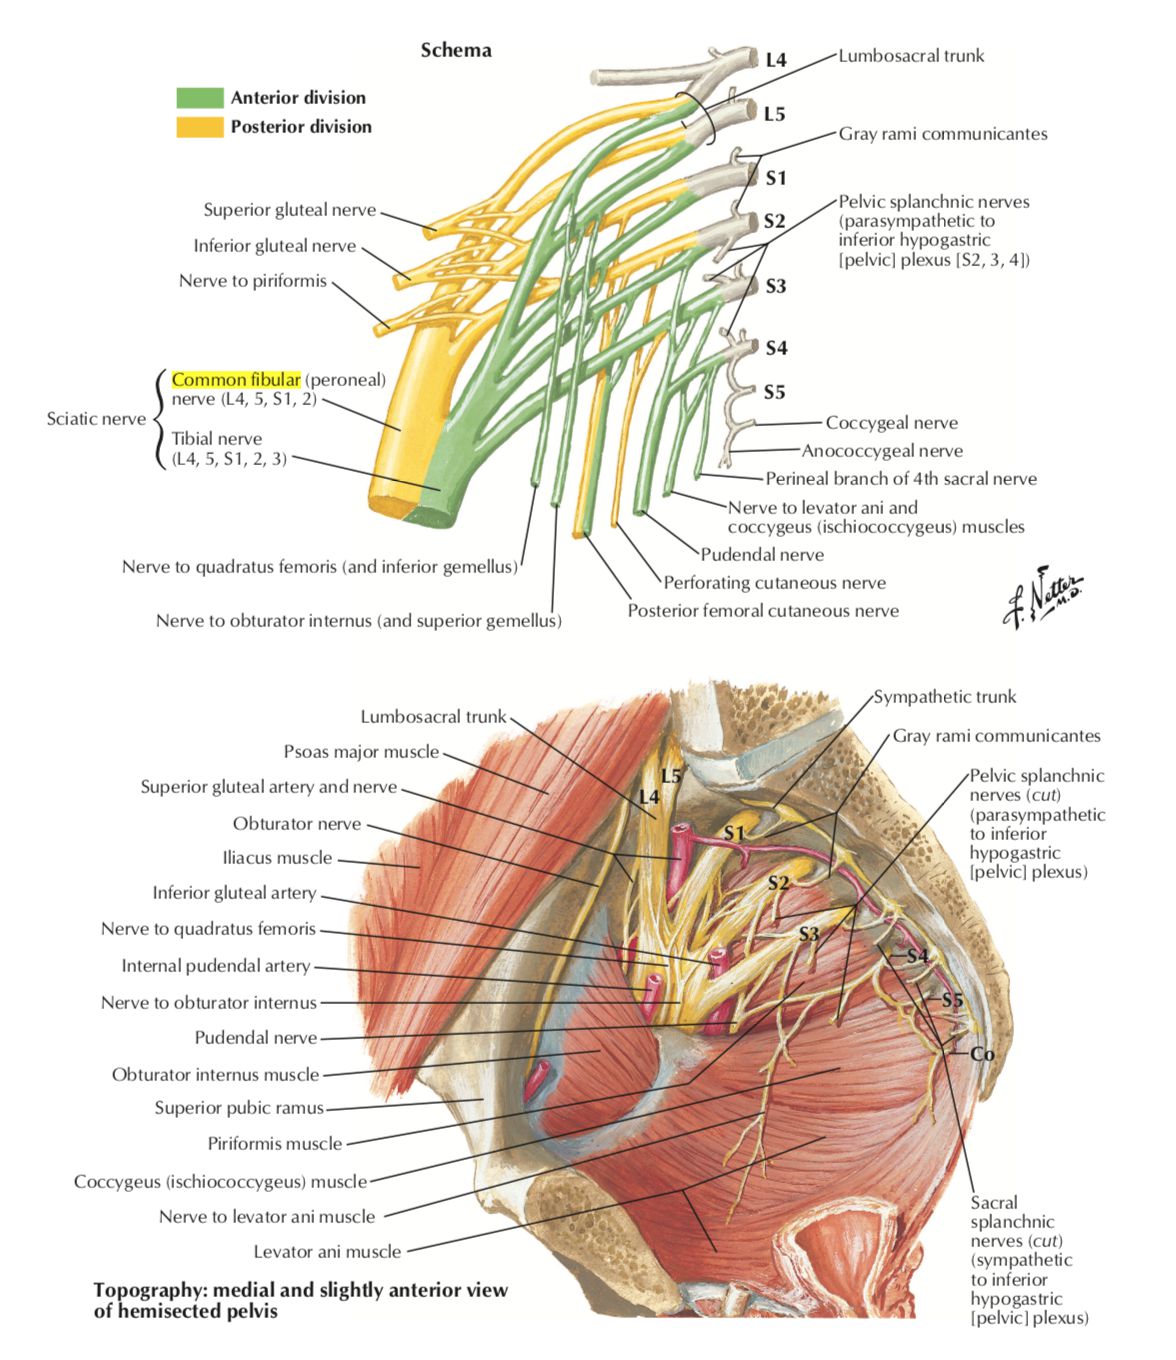 Schema
Anterior division
Posterior division
L4
Lumbosacral trunk
L5
Gray rami communicantes
S1
Superior gluteal nerve
S2
Pelvic splanchnic nerves
(parasympathetic to
inferior hypogastric
[pelvic] plexus [S2, 3, 4])
Inferior gluteal nerve
Nerve to piriformis
S3
S4
Sciatic nerve
Common fibular (peroneal)
nerve (L4, 5, S1, 2)
Tibial nerve
(L4, 5, S1, 2, 3)
S5
Coccygeal nerve
Anococcygeal nerve
Perineal branch of 4th sacral nerve
Nerve to levator ani and
coccygeus (ischiococcygeus) muscles
Pudendal nerve
Perforating cutaneous nerve
Posterior femoral cutaneous nerve
Nerve to quadratus femoris (and inferior gemellus)
Nerve to obturator internus (and superior gemellus)
F. Netter
M.D.
Lumbosacral trunk
Psoas major muscle
Superior gluteal artery and nerve
Obturator nerve
Iliacus muscle
Inferior gluteal artery
Nerve to quadratus femoris
Internal pudendal artery
Nerve to obturator internus
Pudendal nerve
Obturator internus muscle
Superior pubic ramus
Piriformis muscle
Coccygeus (ischiococcygeus) muscle
Nerve to levator ani muscle
Levator ani muscle
L5
L4
S1
S2
S3
S4
S5
Co
Sympathetic trunk
Gray rami communicantes
Pelvic splanchnic
nerves (cut)
(parasympathetic
to inferior
hypogastric
[pelvic] plexus)
Sacral
splanchnic
nerves (cut)
(sympathetic
to inferior
hypogastric
[pelvic] plexus)
Topography: medial and slightly anterior view
of hemisected pelvis